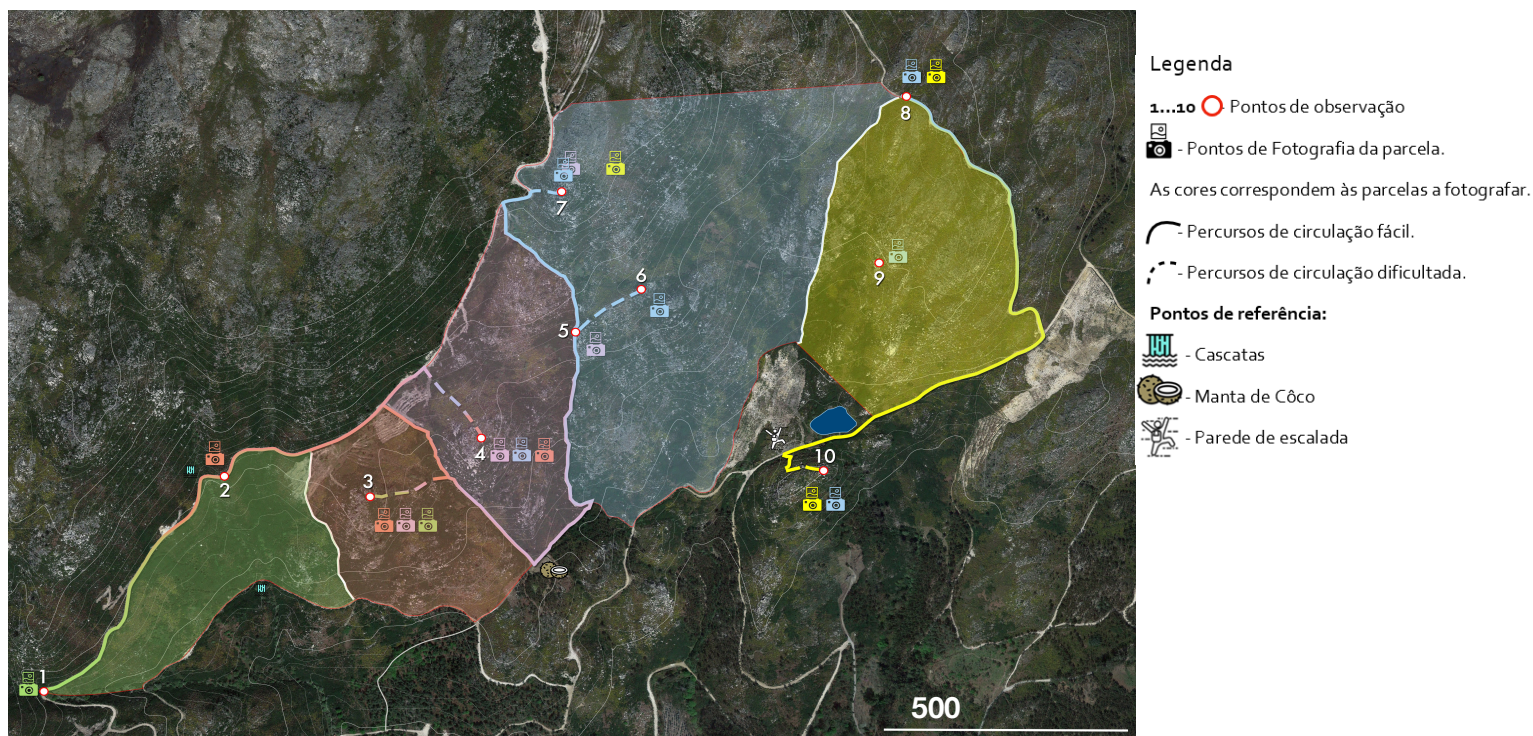 8
7
6
9
5
4
10
2
3
1
500
Legenda
1...10 - Pontos de observação
- Pontos de Fotografia da parcela.
As cores correspondem às parcelas a fotografar.
- Percursos de circulação fácil.
- Percursos de circulação dificultada.
Pontos de referência:
- Cascatas
- Manta de Côco
- Parede de escalada